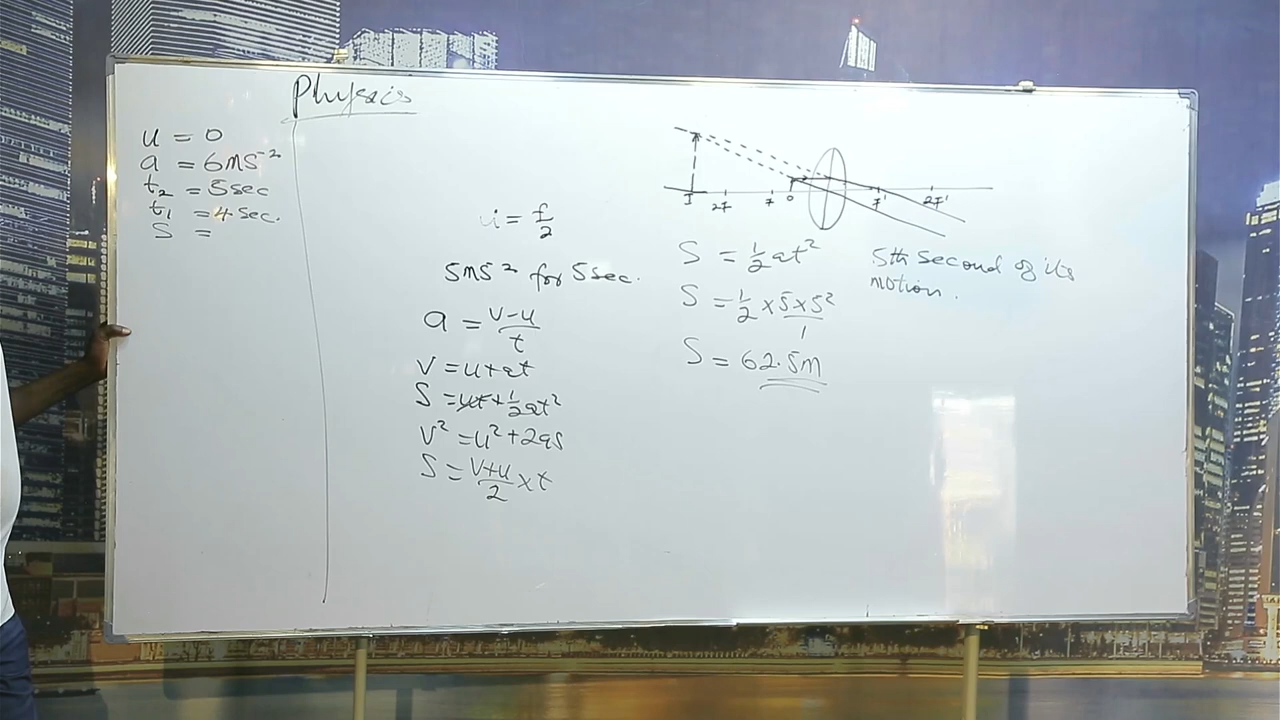 Physics
u = 0
a = 6ms⁻²
t₂ = 5sec
t₁ = 4 sec.
S =
i = f/2
5ms⁻² for 5sec.
a = v-u/t
v = u+at
S = ut+½at²
v² = u²+2as
S = v+u/2 ×t
I 2F F o F' 2F'
S = ½at²
S = ½ ×5×5²/1
S = 62.5m
5th Second of its
motion.